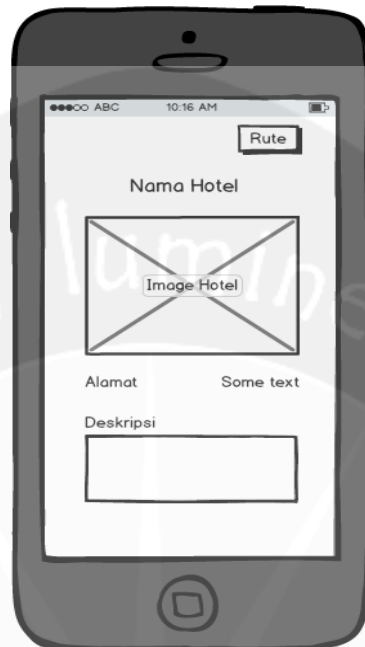 ABC 10:16 AM
Rute
Nama Hotel
Image Hotel
Alamat Some text
Deskripsi